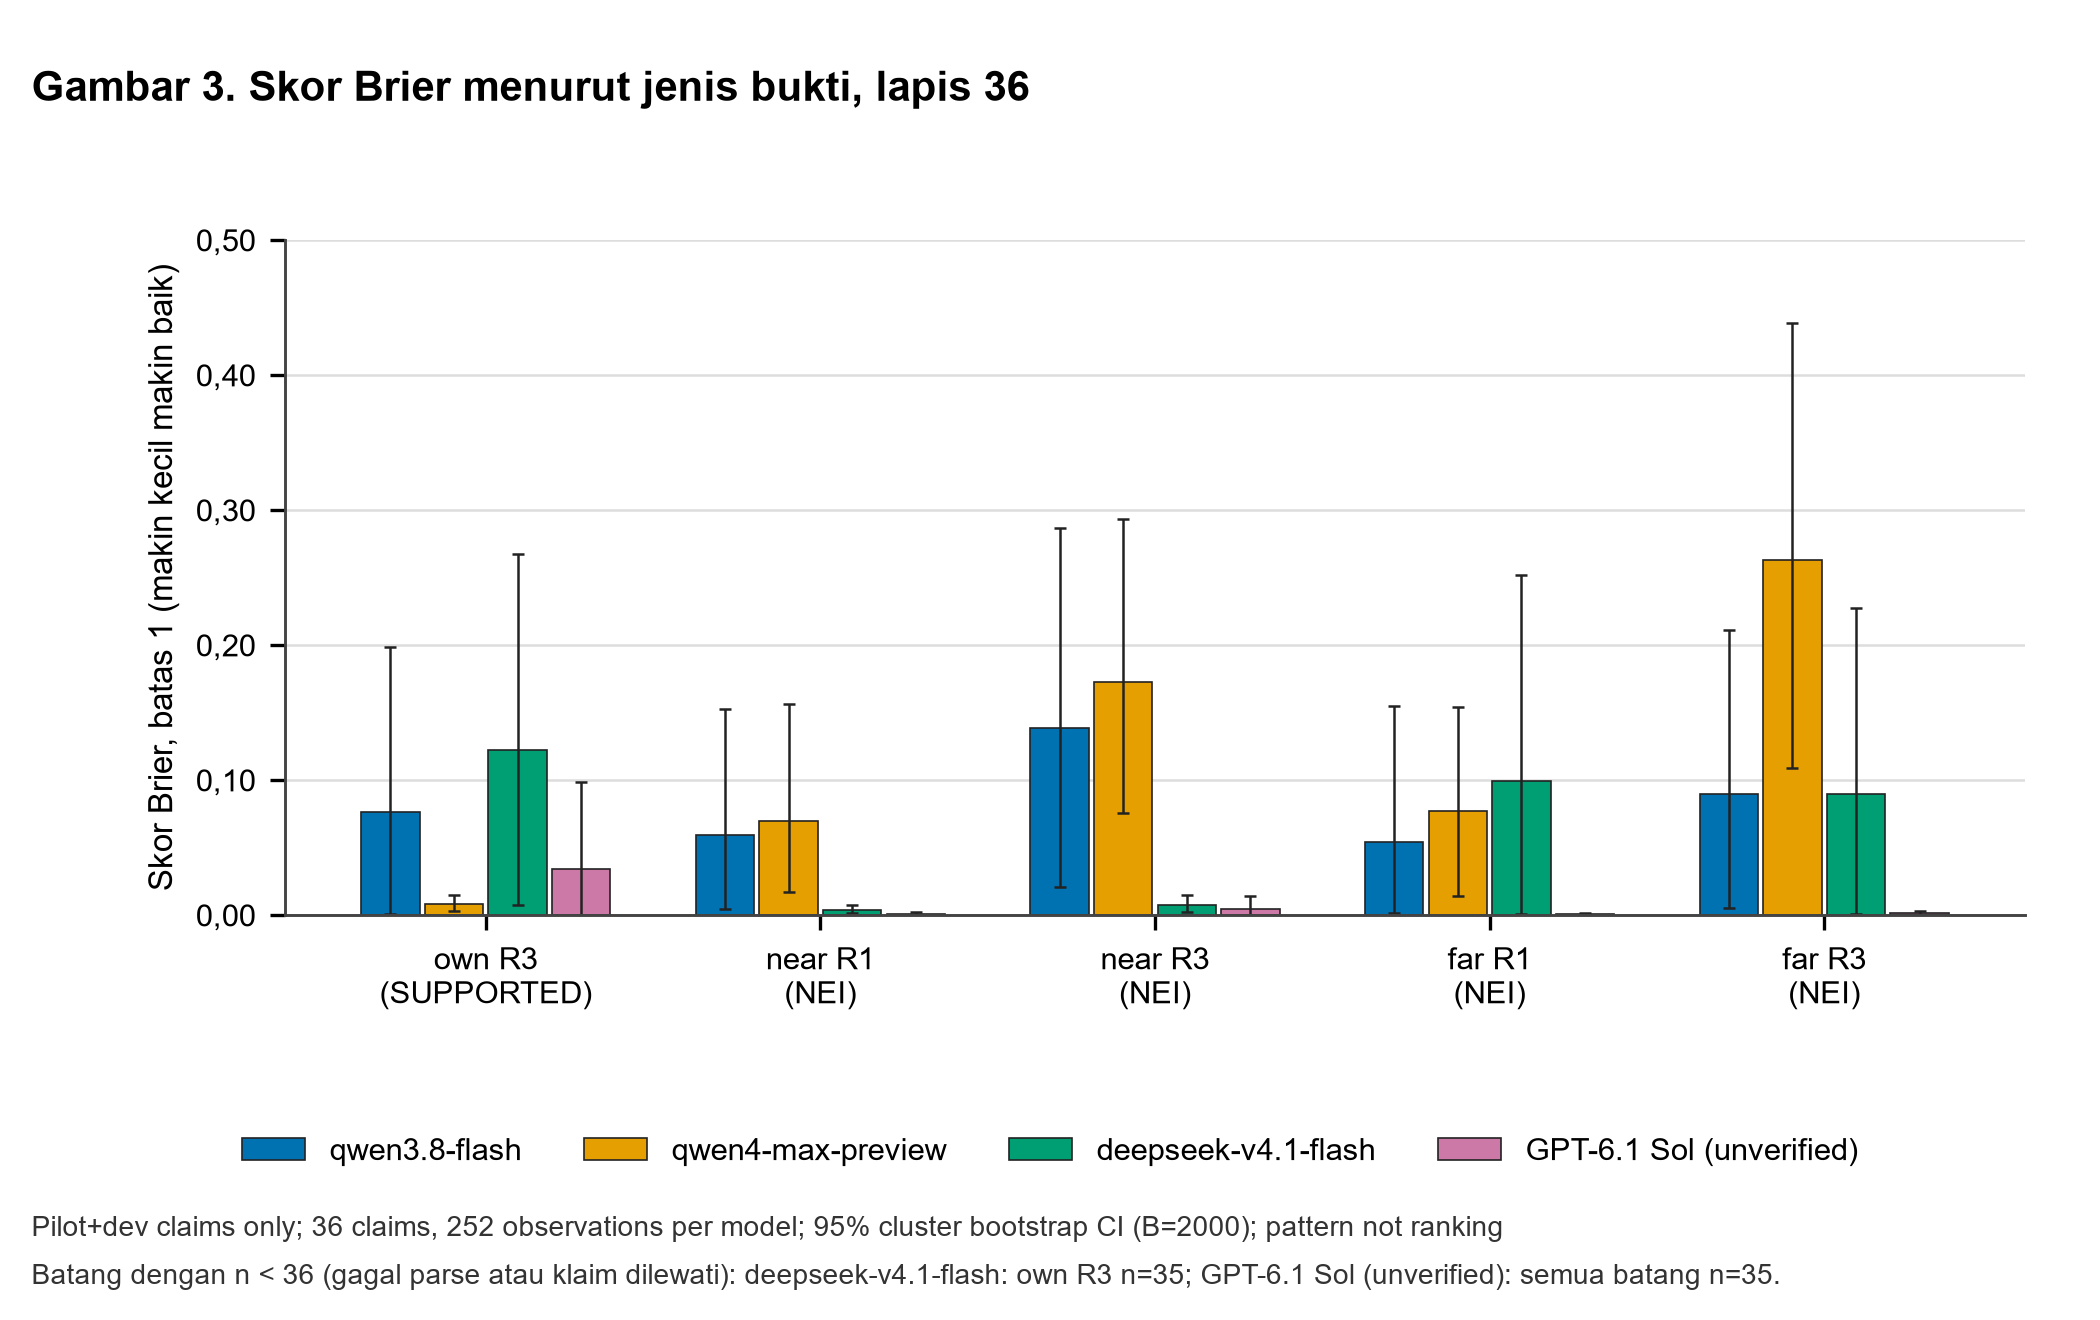 Gambar 3. Skor Brier menurut jenis bukti, lapis 36
Skor Brier, batas 1 (makin kecil makin baik)
0,50
0,40
0,30
0,20
0,10
0,00
own R3
(SUPPORTED)
near R1
(NEI)
near R3
(NEI)
far R1
(NEI)
far R3
(NEI)
qwen3.8-flash
qwen4-max-preview
deepseek-v4.1-flash
GPT-6.1 Sol (unverified)
Pilot+dev claims only; 36 claims, 252 observations per model; 95% cluster bootstrap CI (B=2000); pattern not ranking
Batang dengan n < 36 (gagal parse atau klaim dilewati): deepseek-v4.1-flash: own R3 n=35; GPT-6.1 Sol (unverified): semua batang n=35.